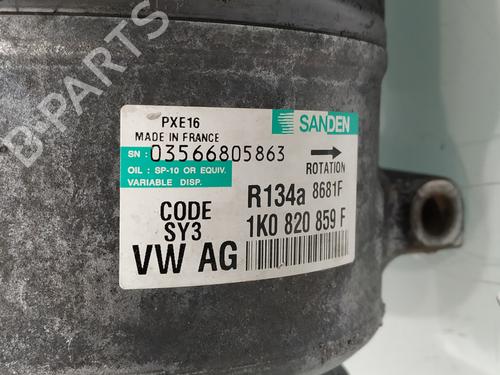 PXE16
MADE IN FRANCE
SANDEN
SN : 03566805863
ROTATION
OIL : SP-10 OR EQUIV.
VARIABLE DISP.
R134a 8681F
CODE
SY3
1K0 820 859 F
VW AG
B-PARTS